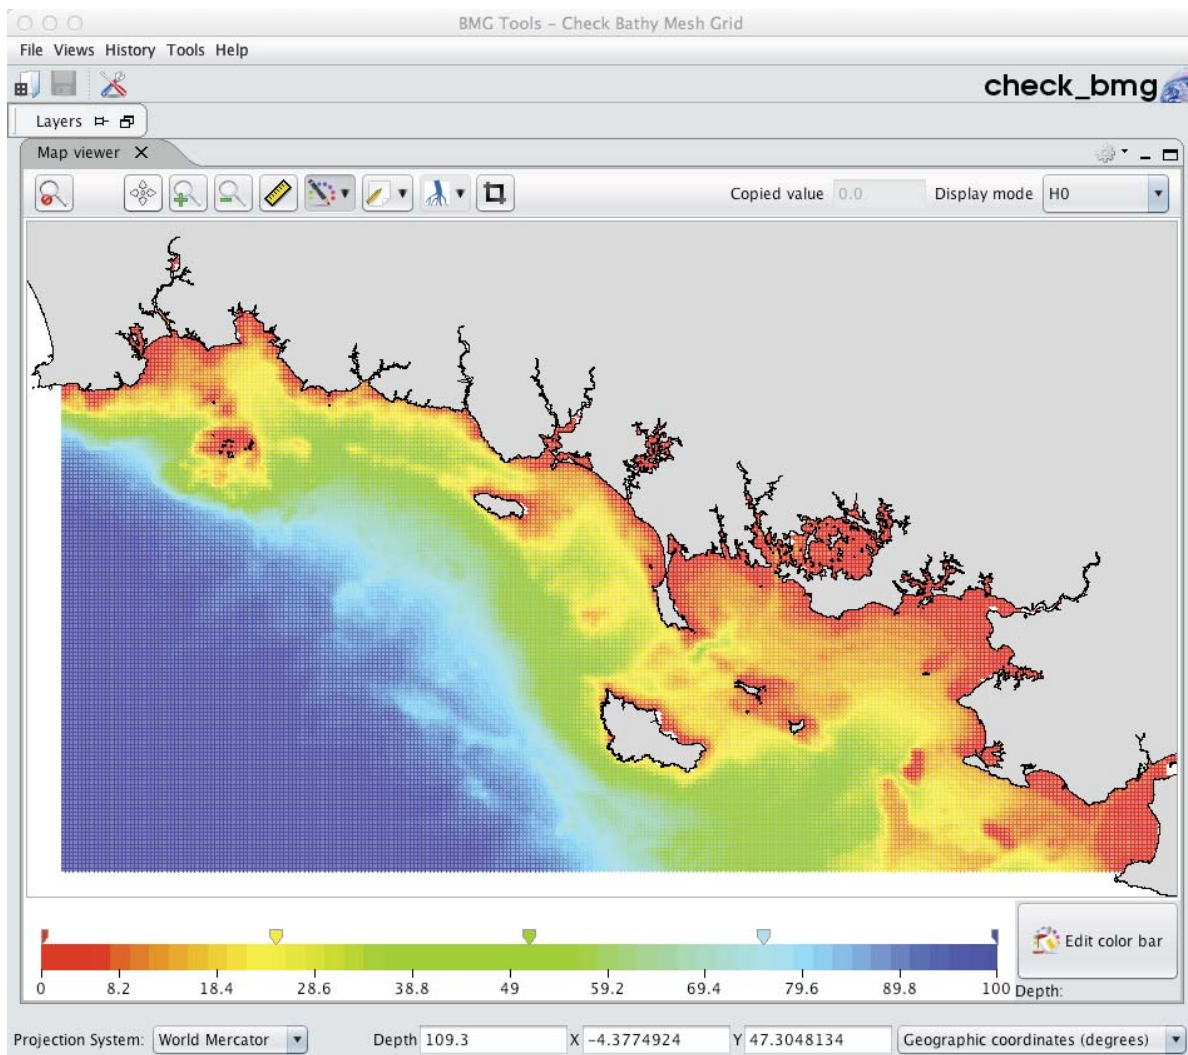 BMG Tools – Check Bathy Mesh Grid
File Views History Tools Help
check_bmg
Layers
Map viewer X
Copied value 0.0 Display mode H0
0 8.2 18.4 28.6 38.8 49 59.2 69.4 79.6 89.8 100
Edit color bar
Depth:
Projection System: World Mercator Depth 109.3 X -4.3774924 Y 47.3048134 Geographic coordinates (degrees)